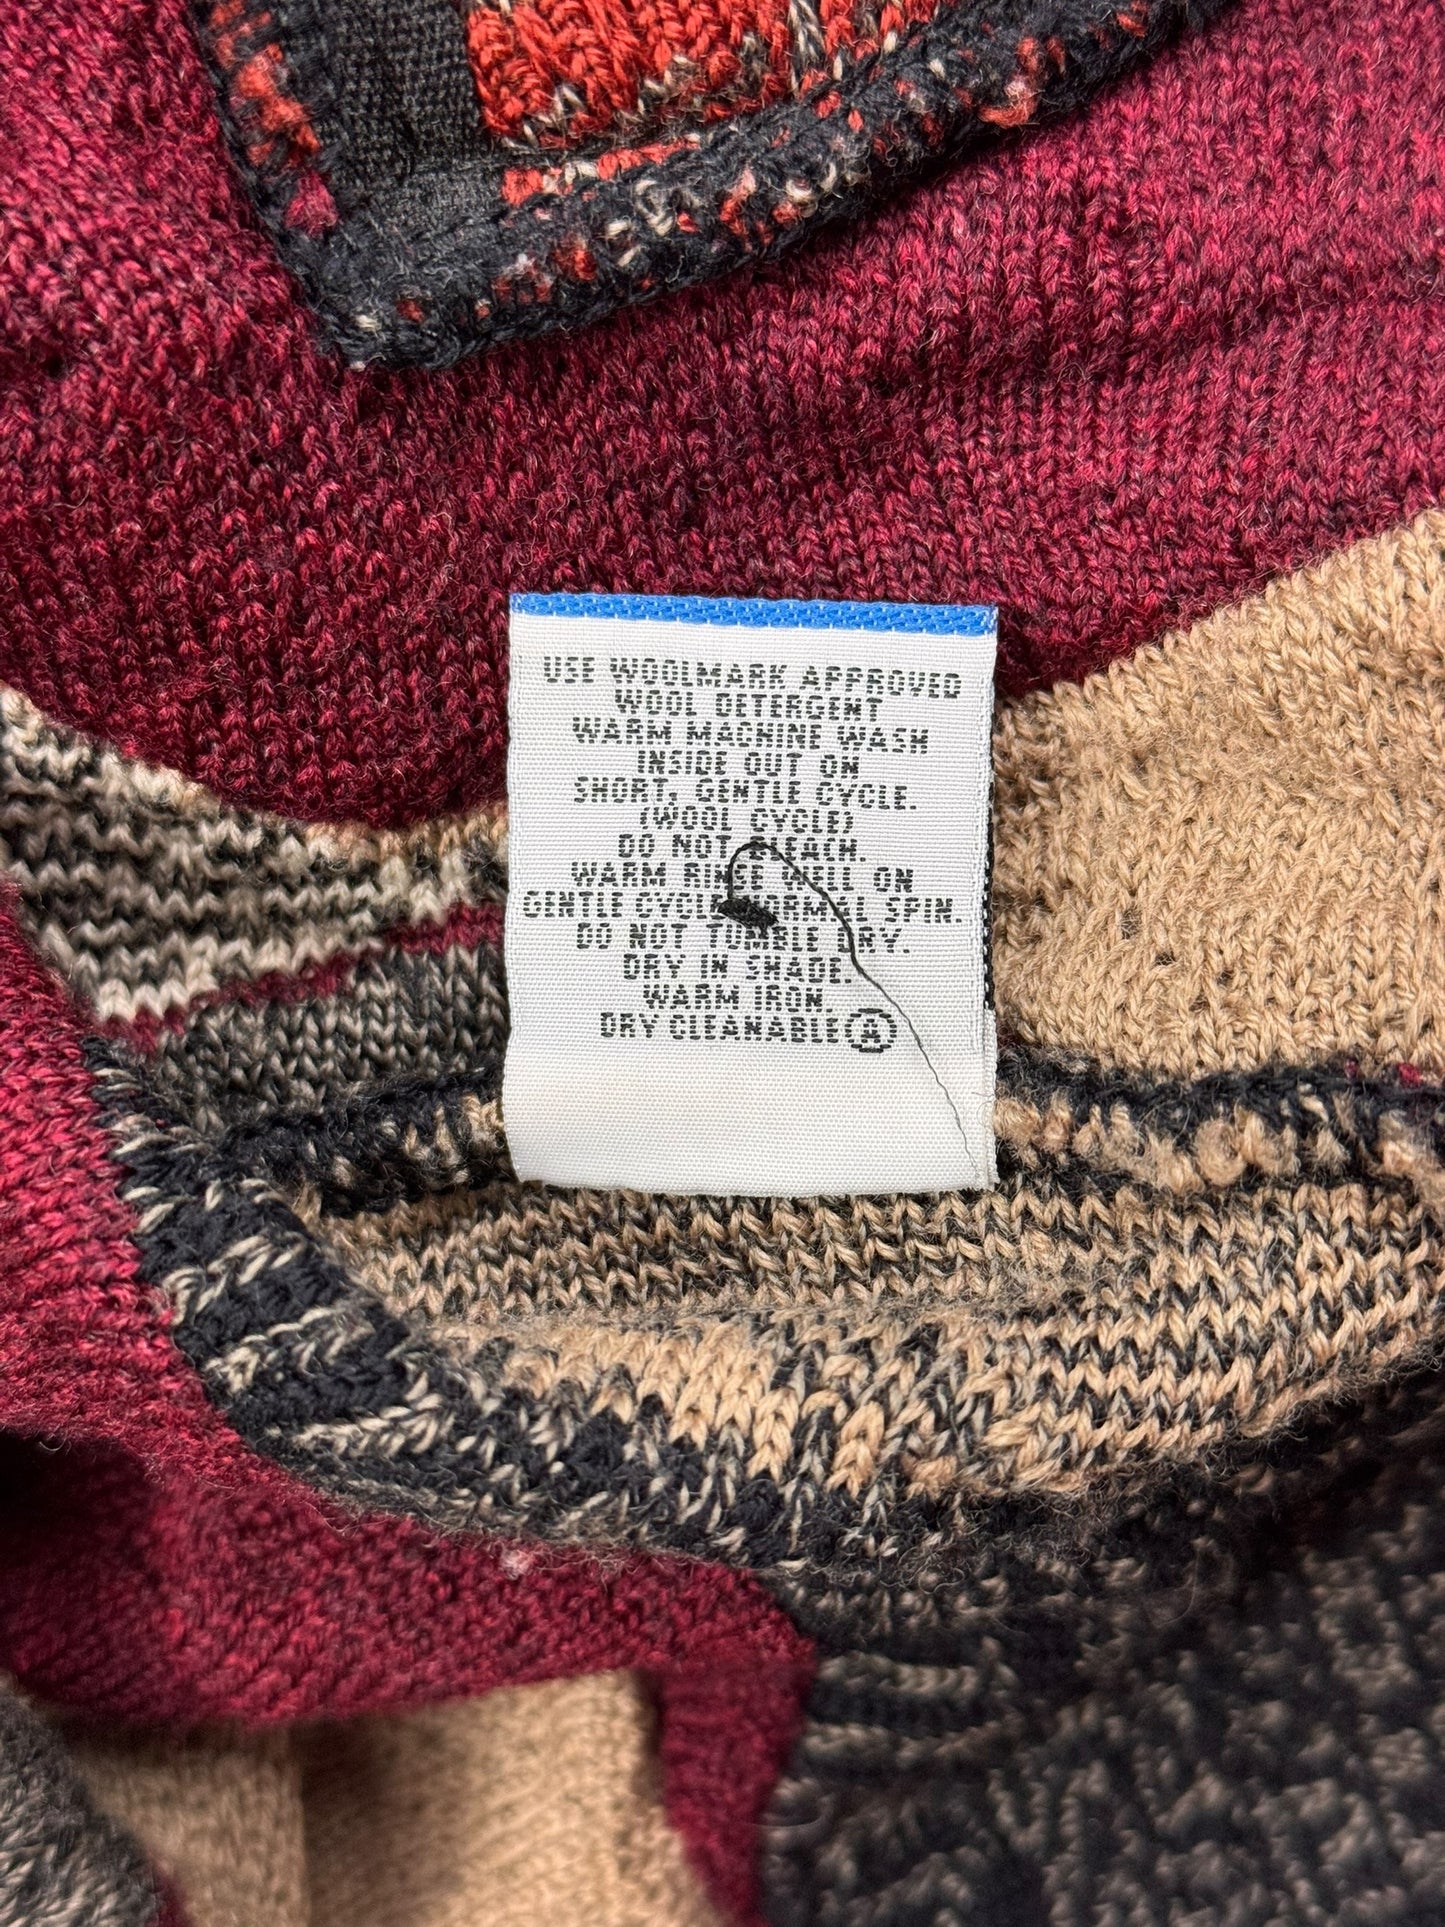 USE WOOLMARK APPROVED
WOOL DETERGENT
WARM MACHINE WASH
INSIDE OUT ON
SHORT, GENTLE CYCLE.
(WOOL CYCLE)
DO NOT BLEACH.
WARM RINSE WELL ON
GENTLE CYCLE NORMAL SPIN.
DO NOT TUMBLE DRY.
DRY IN SHADE.
WARM IRON.
DRY CLEANABLE Ⓐ